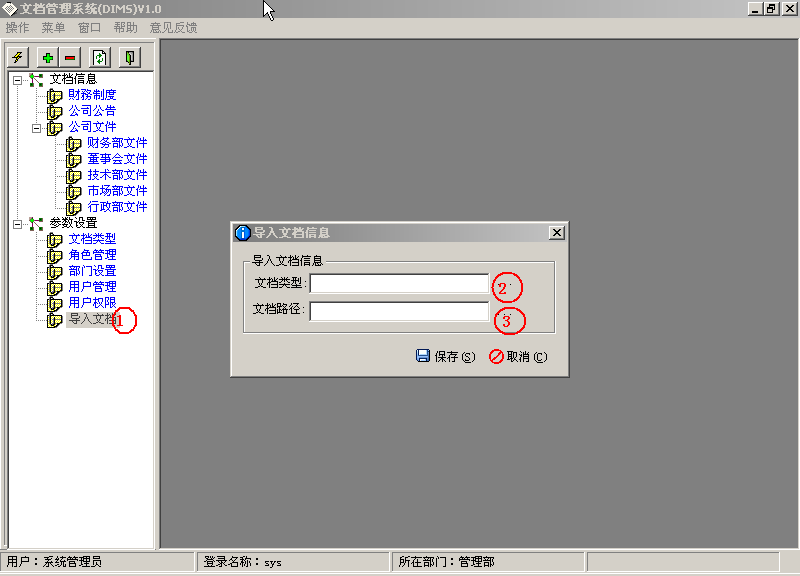 文档管理系统(DIMS)V1.0
操作 菜单 窗口 帮助 意见反馈
文档信息
财務制度
公司公告
公司文件
财务部文件
董事会文件
技术部文件
市场部文件
行政部文件
参数设置
文档类型
角色管理
部门设置
用户管理
用户权限
导入文档 1
导入文档信息
导入文档信息
文档类型: 2
文档路径: 3
保存(S) 取消(C)
用户：系统管理员 登录名称：sys 所在部门：管理部